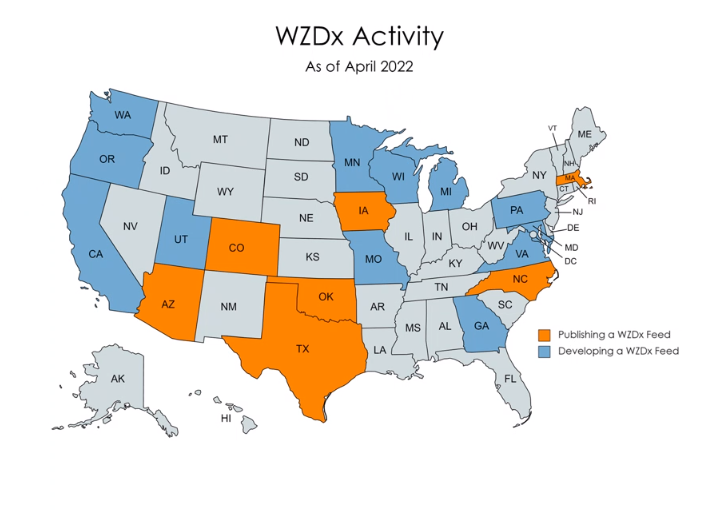 WZDx Activity
As of April 2022
WA
MT
ND
MN
VT
ME
OR
ID
SD
WI
MI
NY
NH
MA
CT
RI
WY
IA
PA
NJ
NV
UT
CO
NE
IL
IN
OH
DE
MD
DC
CA
KS
MO
WV
VA
KY
AZ
NM
OK
AR
TN
NC
SC
TX
LA
MS
AL
GA
FL
AK
HI
Publishing a WZDx Feed
Developing a WZDx Feed